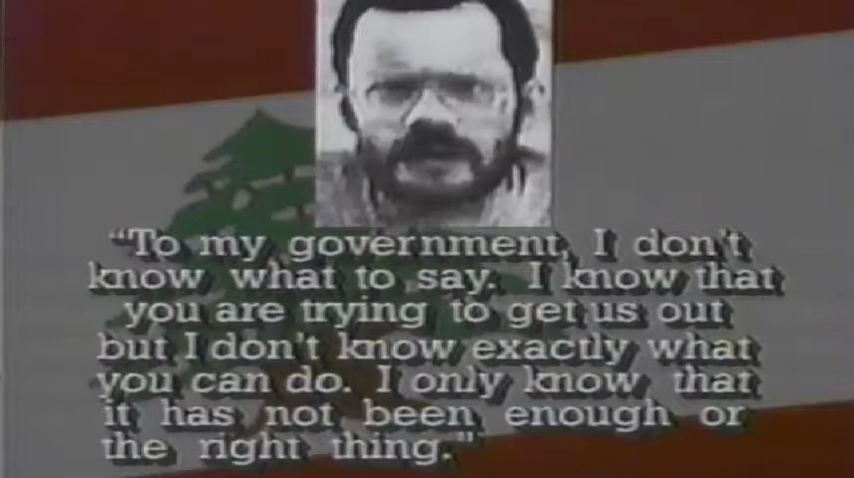 "To my government, I don't
know what to say. I know that
you are trying to get us out
but I don't know exactly what
you can do. I only know that
it has not been enough or
the right thing."